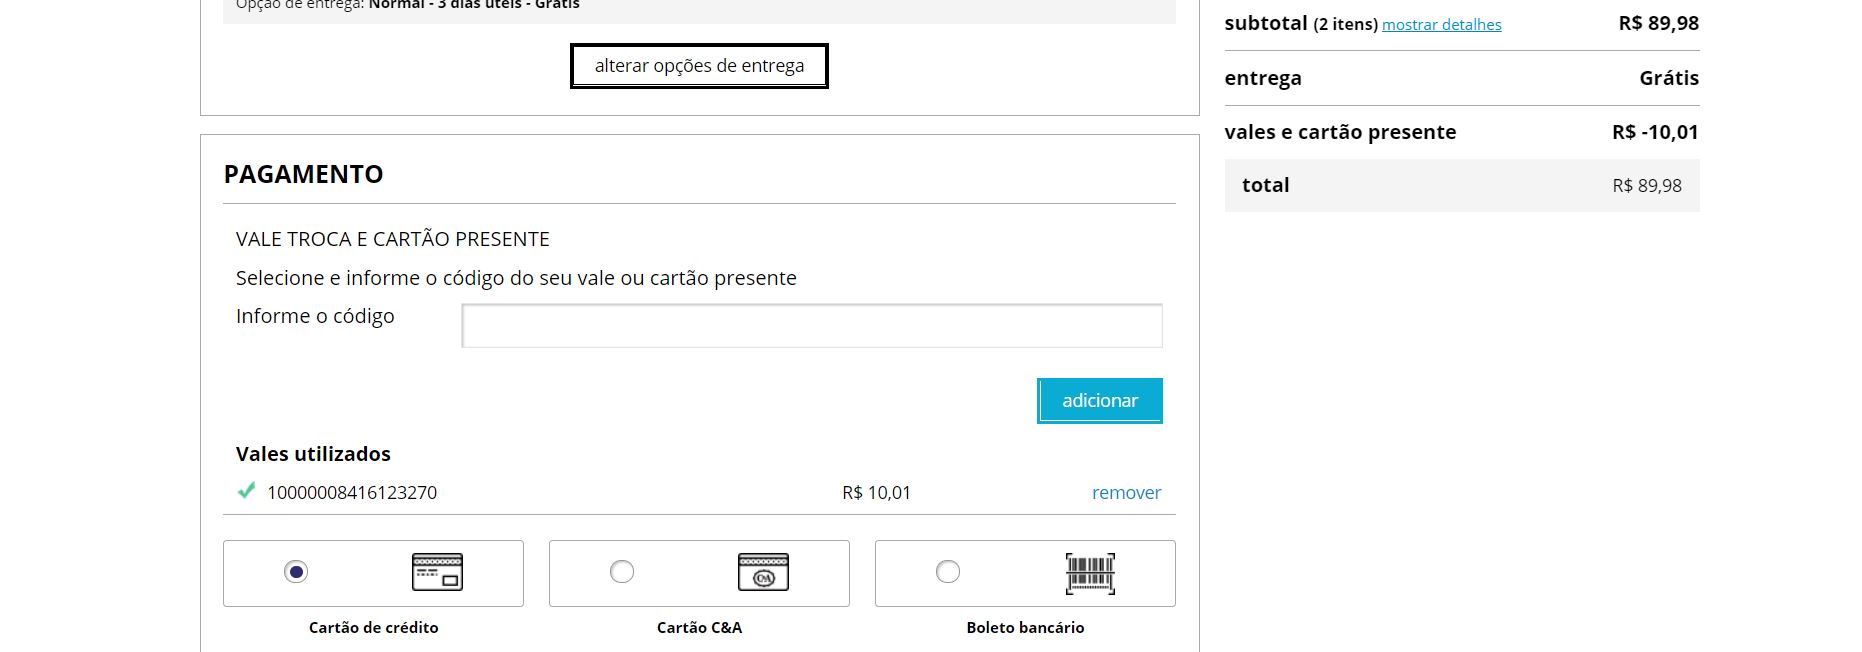 Opção de entrega: Normal - 3 dias úteis - Grátis
alterar opções de entrega
PAGAMENTO
VALE TROCA E CARTÃO PRESENTE
Selecione e informe o código do seu vale ou cartão presente
Informe o código
adicionar
Vales utilizados
10000008416123270 R$ 10,01 remover
C&A
Cartão de crédito Cartão C&A Boleto bancário
subtotal (2 itens) mostrar detalhes R$ 89,98
entrega Grátis
vales e cartão presente R$ -10,01
total R$ 89,98